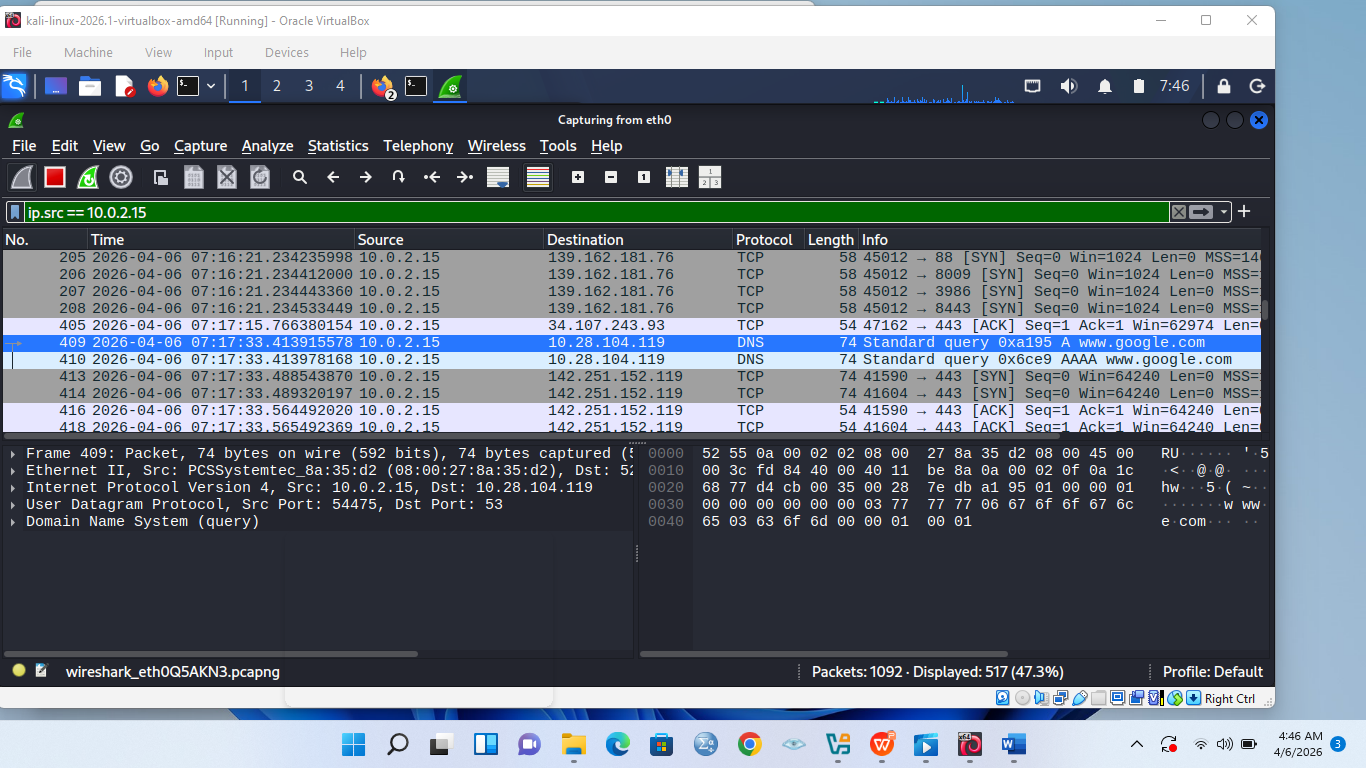 kali-linux-2026.1-virtualbox-amd64 [Running] - Oracle VirtualBox
File Machine View Input Devices Help
1 2 3 4 2 7:46
Capturing from eth0
File Edit View Go Capture Analyze Statistics Telephony Wireless Tools Help
ip.src == 10.0.2.15
No. Time Source Destination Protocol Length Info
205 2026-04-06 07:16:21.234235998 10.0.2.15 139.162.181.76 TCP 58 45012 → 88 [SYN] Seq=0 Win=1024 Len=0 MSS=146
206 2026-04-06 07:16:21.234412000 10.0.2.15 139.162.181.76 TCP 58 45012 → 8009 [SYN] Seq=0 Win=1024 Len=0 MSS=
207 2026-04-06 07:16:21.234443360 10.0.2.15 139.162.181.76 TCP 58 45012 → 3986 [SYN] Seq=0 Win=1024 Len=0 MSS=
208 2026-04-06 07:16:21.234533449 10.0.2.15 139.162.181.76 TCP 58 45012 → 8443 [SYN] Seq=0 Win=1024 Len=0 MSS=
405 2026-04-06 07:17:15.766380154 10.0.2.15 34.107.243.93 TCP 54 47162 → 443 [ACK] Seq=1 Ack=1 Win=62974 Len=
409 2026-04-06 07:17:33.413915578 10.0.2.15 10.28.104.119 DNS 74 Standard query 0xa195 A www.google.com
410 2026-04-06 07:17:33.413978168 10.0.2.15 10.28.104.119 DNS 74 Standard query 0x6ce9 AAAA www.google.com
413 2026-04-06 07:17:33.488543870 10.0.2.15 142.251.152.119 TCP 74 41590 → 443 [SYN] Seq=0 Win=64240 Len=0 MSS=
414 2026-04-06 07:17:33.489320197 10.0.2.15 142.251.152.119 TCP 74 41604 → 443 [SYN] Seq=0 Win=64240 Len=0 MSS=
416 2026-04-06 07:17:33.564492020 10.0.2.15 142.251.152.119 TCP 54 41590 → 443 [ACK] Seq=1 Ack=1 Win=64240 Len=
418 2026-04-06 07:17:33.565492369 10.0.2.15 142.251.152.119 TCP 54 41604 → 443 [ACK] Seq=1 Ack=1 Win=64240 Len=
Frame 409: Packet, 74 bytes on wire (592 bits), 74 bytes captured (5
Ethernet II, Src: PCSSystemtec_8a:35:d2 (08:00:27:8a:35:d2), Dst: 52
Internet Protocol Version 4, Src: 10.0.2.15, Dst: 10.28.104.119
User Datagram Protocol, Src Port: 54475, Dst Port: 53
Domain Name System (query)
0000 52 55 0a 00 02 02 08 00 27 8a 35 d2 08 00 45 00 RU······ '·5
0010 00 3c fd 84 40 00 40 11 be 8a 0a 00 02 0f 0a 1c ·<··@·@·
0020 68 77 d4 cb 00 35 00 28 7e db a1 95 01 00 00 01 hw···5·( ~··
0030 00 00 00 00 00 00 03 77 77 77 06 67 6f 6f 67 6c ·······w ww·
0040 65 03 63 6f 6d 00 00 01 00 01 e·com··· ··
wireshark_eth0Q5AKN3.pcapng Packets: 1092 · Displayed: 517 (47.3%) Profile: Default
Right Ctrl
4:46 AM
4/6/2026
3